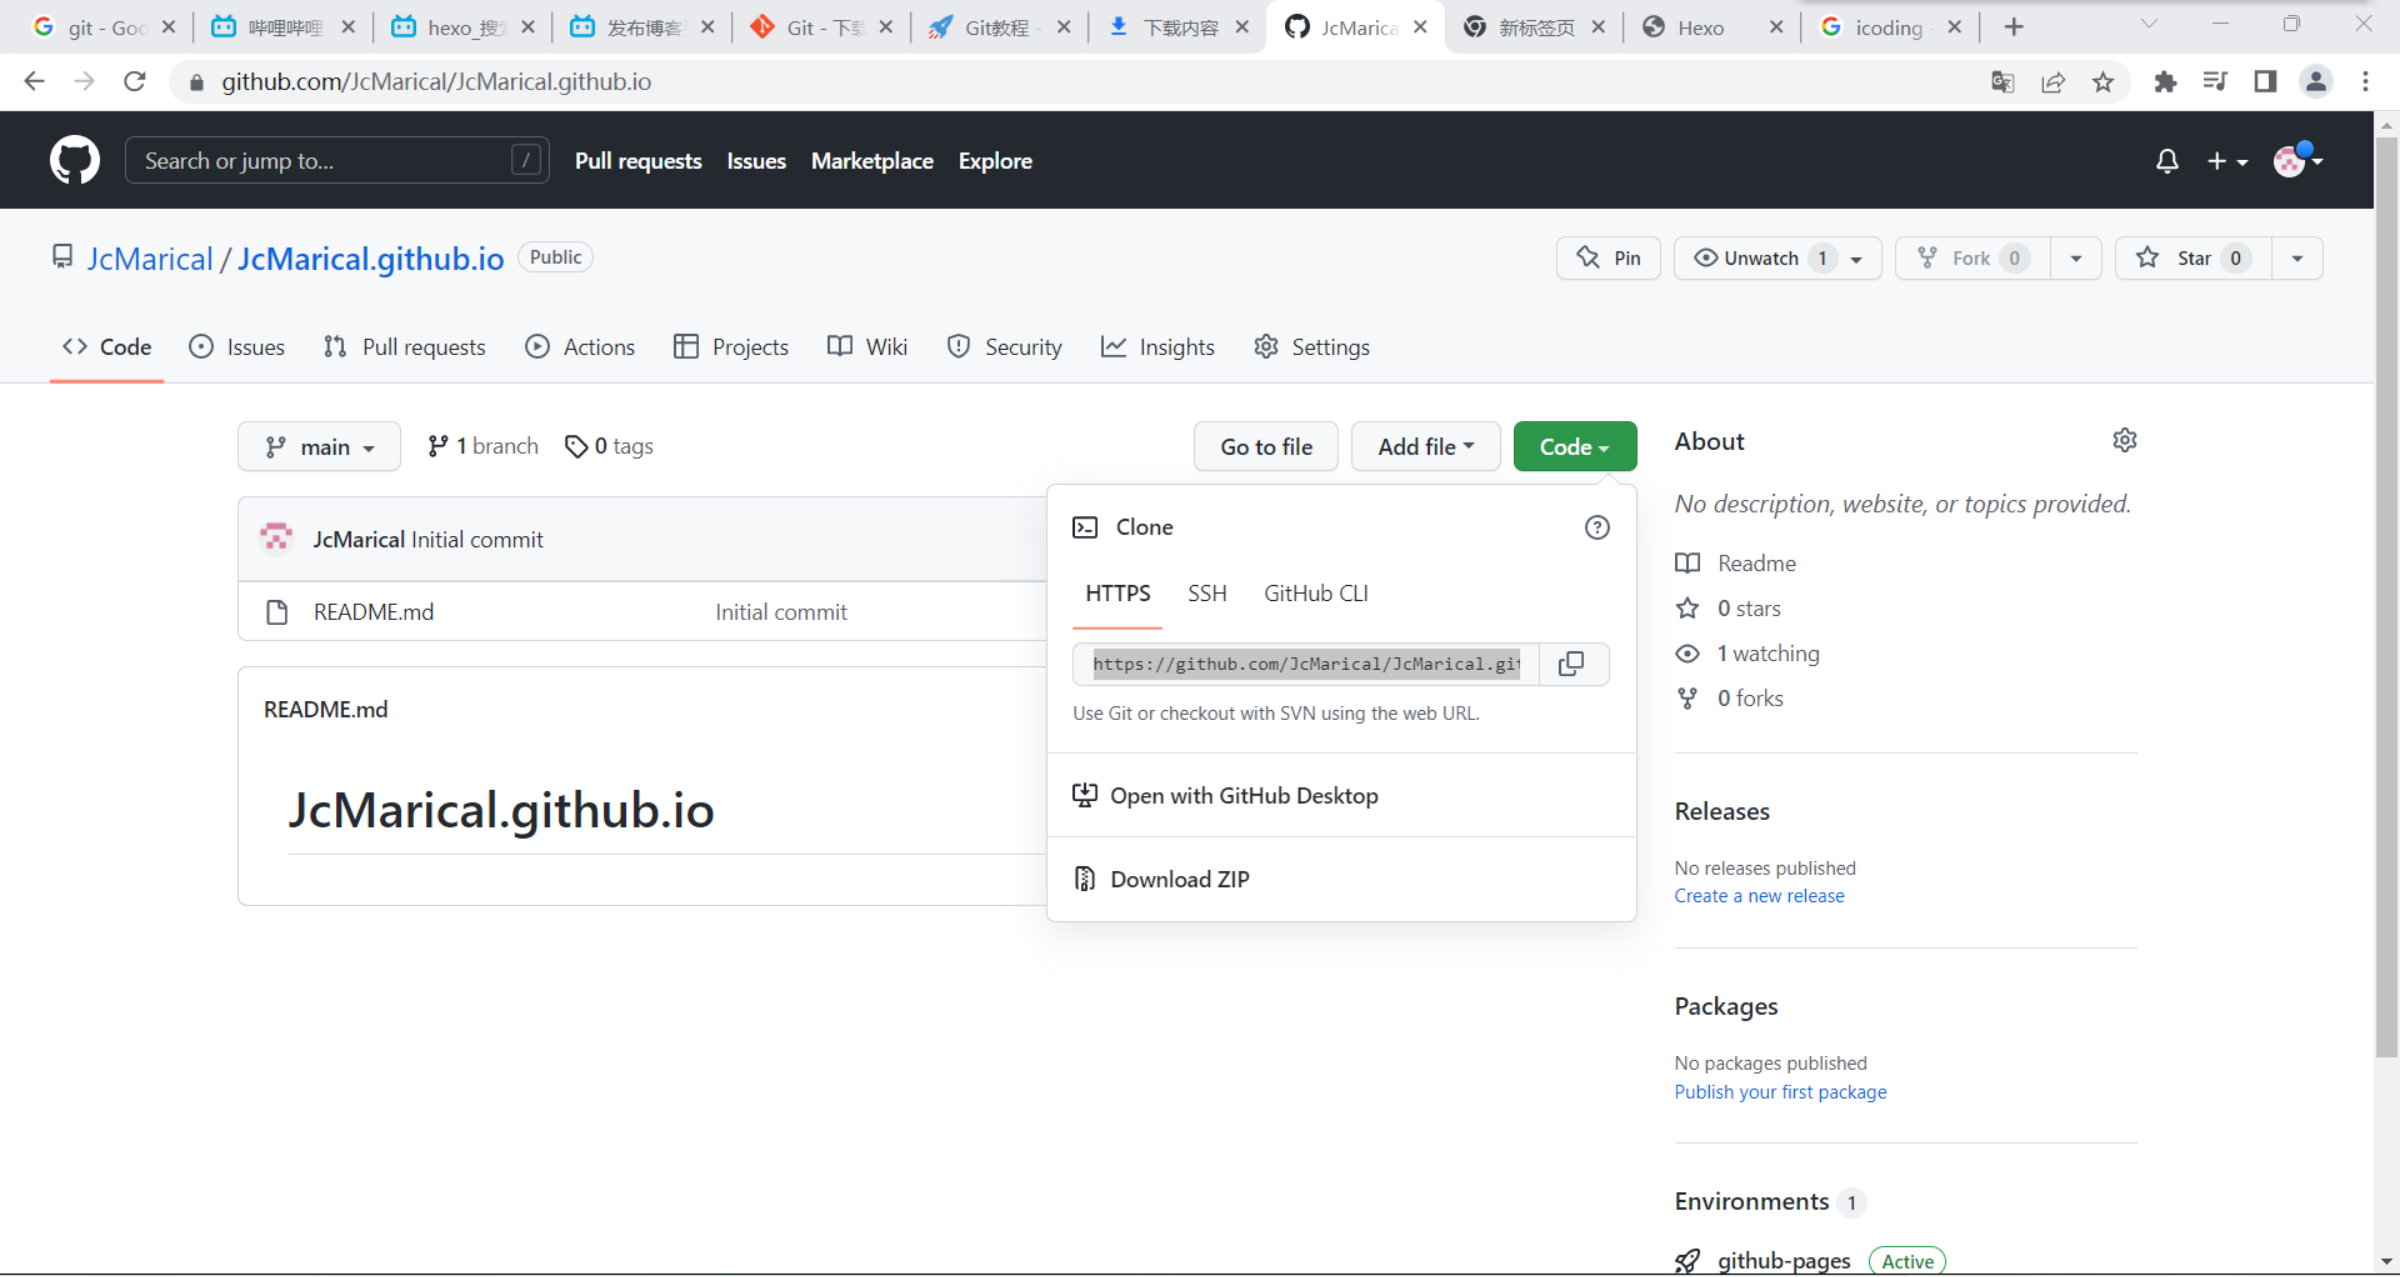 git - Goo 哔哩哔哩 hexo_搜 发布博客 Git - 下 Git教程 - 下载内容 JcMarica 新标签页 Hexo icoding
github.com/JcMarical/JcMarical.github.io
Search or jump to... / Pull requests Issues Marketplace Explore
JcMarical / JcMarical.github.io Public Pin Unwatch 1 Fork 0 Star 0
Code Issues Pull requests Actions Projects Wiki Security Insights Settings
main 1 branch 0 tags Go to file Add file Code
JcMarical Initial commit
README.md Initial commit
README.md
JcMarical.github.io
Clone
HTTPS SSH GitHub CLI
https://github.com/JcMarical/JcMarical.git
Use Git or checkout with SVN using the web URL.
Open with GitHub Desktop
Download ZIP
About
No description, website, or topics provided.
Readme
0 stars
1 watching
0 forks
Releases
No releases published
Create a new release
Packages
No packages published
Publish your first package
Environments 1
github-pages Active